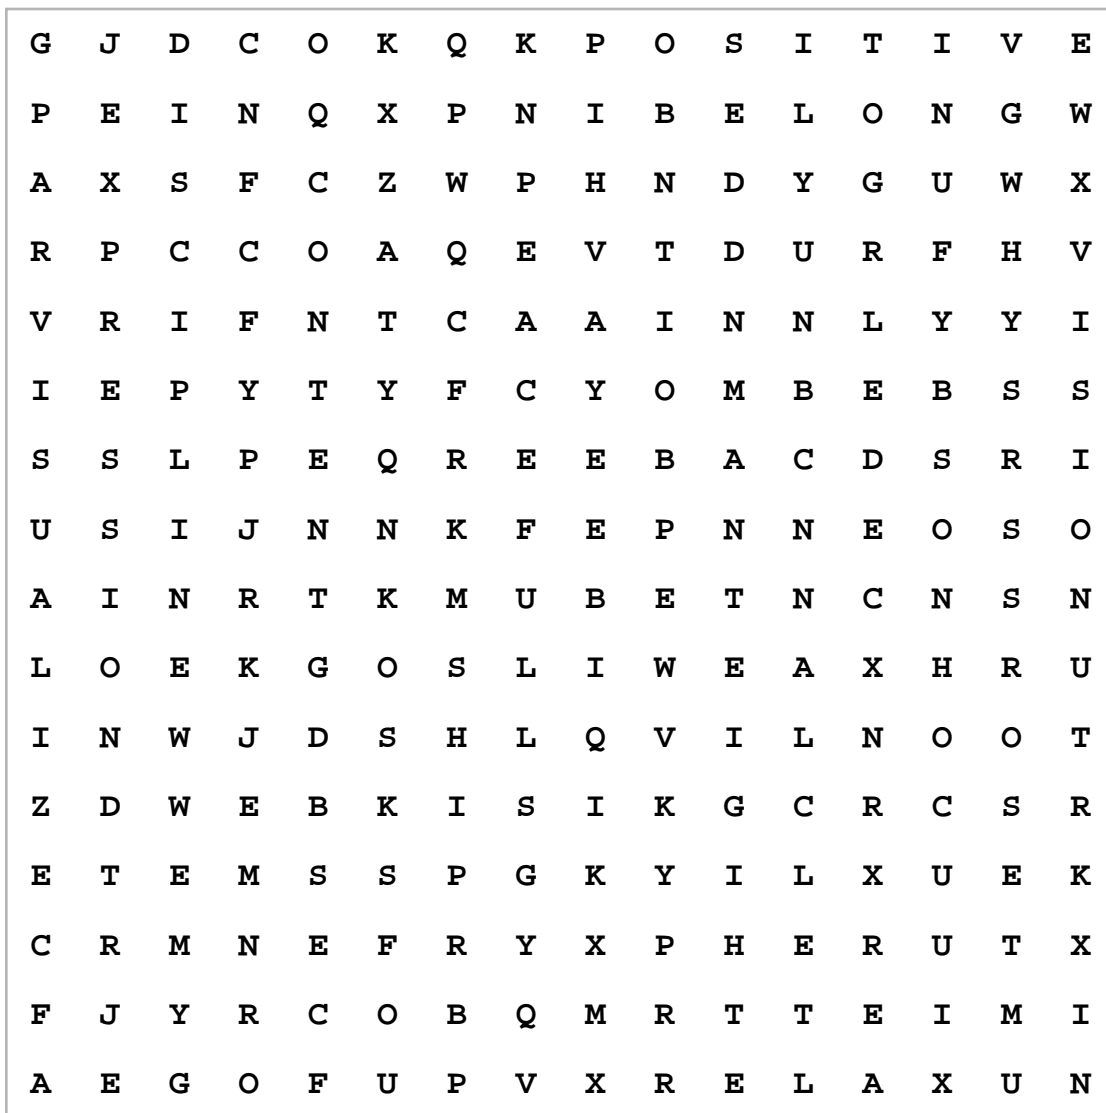 G J D C O K Q K P O S I T I V E
P E I N Q X P N I B E L O N G W
A X S F C Z W P H N D Y G U W X
R P C C O A Q E V T D U R F H V
V R I F N T C A A I N N L Y Y I
I E P Y T Y F C Y O M B E B S S
S S L P E Q R E E B A C D S R I
U S I J N N K F E P N N E O S O
A I N R T K M U B E T N C N S N
L O E K G O S L I W E A X H R U
I N W J D S H L Q V I L N O O T
Z D W E B K I S I K G C R C S R
E T E M S S P G K Y I L X U E K
C R M N E F R Y X P H E R U T X
F J Y R C O B Q M R T T E I M I
A E G O F U P V X R E L A X U N